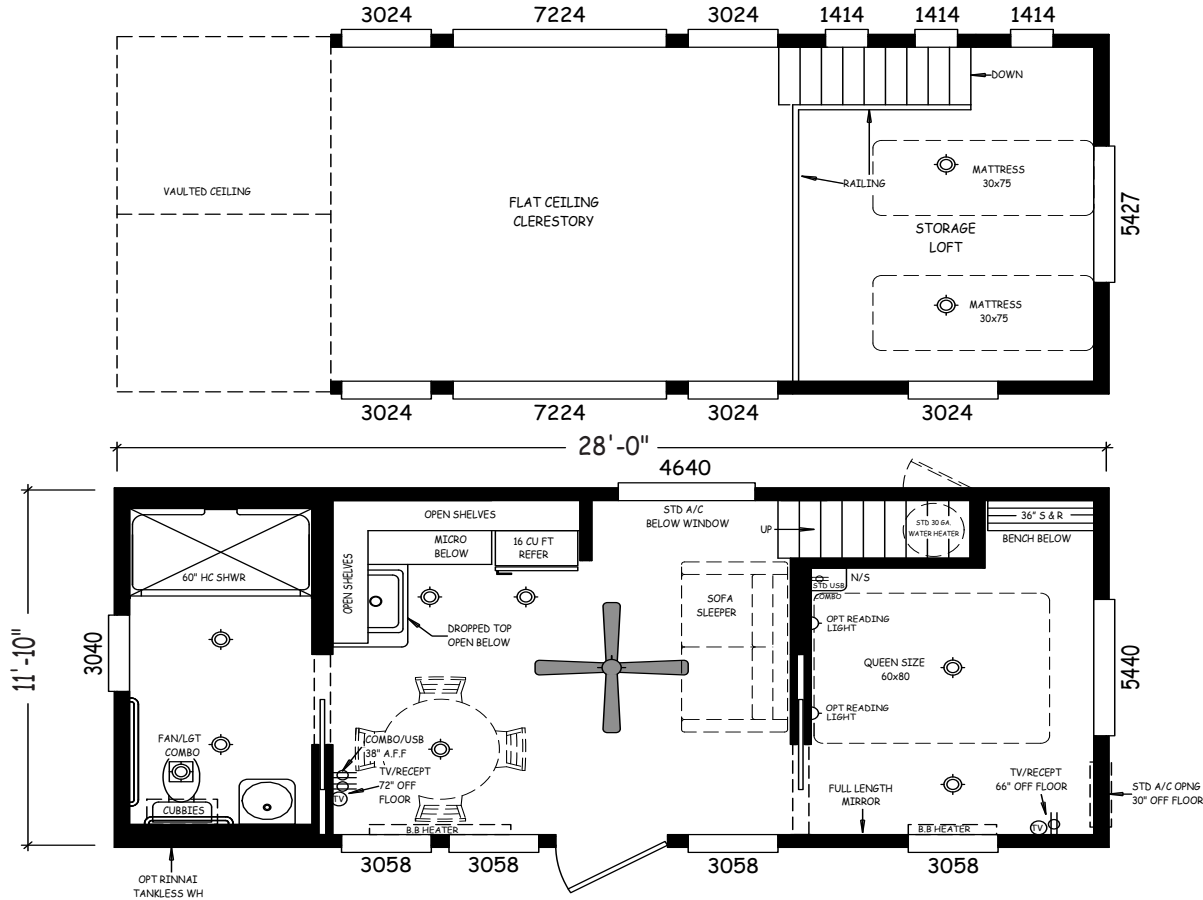 3024
7224
3024
1414
1414
1414
DOWN
VAULTED CEILING
FLAT CEILING
CLERESTORY
RAILING
MATTRESS
30x75
STORAGE
LOFT
5427
MATTRESS
30x75
3024
7224
3024
3024
28'-0"
4640
11'-10"
3040
60" HC SHWR
OPEN SHELVES
OPEN SHELVES
MICRO
BELOW
16 CU FT
REFER
STD A/C
BELOW WINDOW
UP
STD 30 GA.
WATER HEATER
36" S & R
BENCH BELOW
DROPPED TOP
OPEN BELOW
SOFA
SLEEPER
STD USB
COMBO
N/S
OPT READING
LIGHT
QUEEN SIZE
60x80
5440
OPT READING
LIGHT
FAN/LGT
COMBO
CUBBIES
COMBO/USB
38" A.F.F
TV/RECEPT
72" OFF
FLOOR
TV
B.B HEATER
FULL LENGTH
MIRROR
TV/RECEPT
66" OFF FLOOR
TV
B.B HEATER
STD A/C OPNG
30" OFF FLOOR
3058
3058
3058
3058
OPT RINNAI
TANKLESS WH